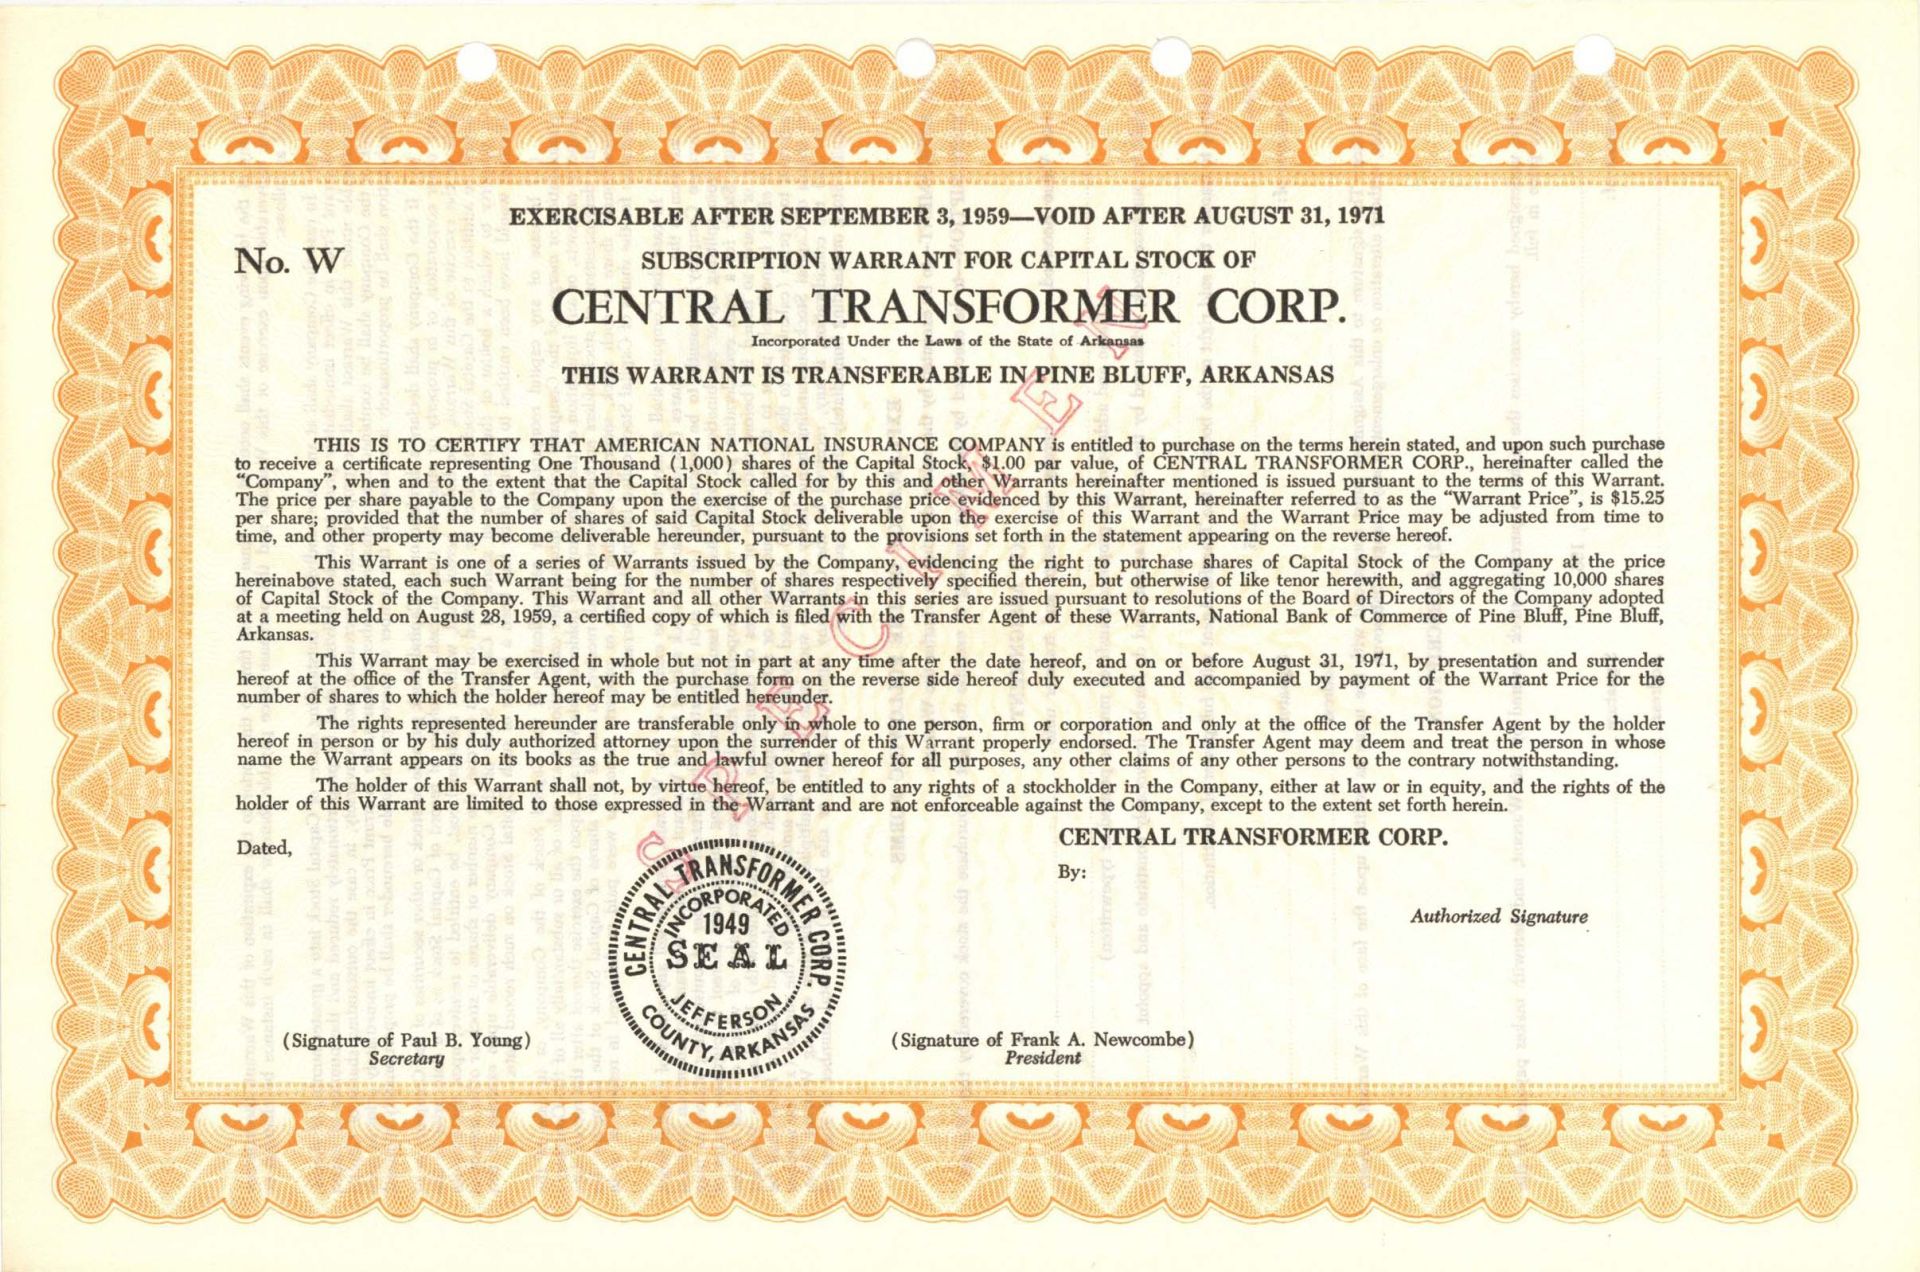 EXERCISABLE AFTER SEPTEMBER 3, 1959—VOID AFTER AUGUST 31, 1971
No. W
SUBSCRIPTION WARRANT FOR CAPITAL STOCK OF
CENTRAL TRANSFORMER CORP.
Incorporated Under the Laws of the State of Arkansas
THIS WARRANT IS TRANSFERABLE IN PINE BLUFF, ARKANSAS
SPECIMEN
THIS IS TO CERTIFY THAT AMERICAN NATIONAL INSURANCE COMPANY is entitled to purchase on the terms herein stated, and upon such purchase
to receive a certificate representing One Thousand (1,000) shares of the Capital Stock, $1.00 par value, of CENTRAL TRANSFORMER CORP., hereinafter called the
“Company”, when and to the extent that the Capital Stock called for by this and other Warrants hereinafter mentioned is issued pursuant to the terms of this Warrant.
The price per share payable to the Company upon the exercise of the purchase price evidenced by this Warrant, hereinafter referred to as the “Warrant Price”, is $15.25
per share; provided that the number of shares of said Capital Stock deliverable upon the exercise of this Warrant and the Warrant Price may be adjusted from time to
time, and other property may become deliverable hereunder, pursuant to the provisions set forth in the statement appearing on the reverse hereof.
This Warrant is one of a series of Warrants issued by the Company, evidencing the right to purchase shares of Capital Stock of the Company at the price
hereinabove stated, each such Warrant being for the number of shares respectively specified therein, but otherwise of like tenor herewith, and aggregating 10,000 shares
of Capital Stock of the Company. This Warrant and all other Warrants in this series are issued pursuant to resolutions of the Board of Directors of the Company adopted
at a meeting held on August 28, 1959, a certified copy of which is filed with the Transfer Agent of these Warrants, National Bank of Commerce of Pine Bluff, Pine Bluff,
Arkansas.
This Warrant may be exercised in whole but not in part at any time after the date hereof, and on or before August 31, 1971, by presentation and surrender
hereof at the office of the Transfer Agent, with the purchase form on the reverse side hereof duly executed and accompanied by payment of the Warrant Price for the
number of shares to which the holder hereof may be entitled hereunder.
The rights represented hereunder are transferable only in whole to one person, firm or corporation and only at the office of the Transfer Agent by the holder
hereof in person or by his duly authorized attorney upon the surrender of this Warrant properly endorsed. The Transfer Agent may deem and treat the person in whose
name the Warrant appears on its books as the true and lawful owner hereof for all purposes, any other claims of any other persons to the contrary notwithstanding.
The holder of this Warrant shall not, by virtue hereof, be entitled to any rights of a stockholder in the Company, either at law or in equity, and the rights of the
holder of this Warrant are limited to those expressed in the Warrant and are not enforceable against the Company, except to the extent set forth herein.
Dated,
CENTRAL TRANSFORMER CORP.
By:
Authorized Signature
CENTRAL TRANSFORMER CORP.
INCORPORATED
1949
SEAL
JEFFERSON
COUNTY, ARKANSAS
(Signature of Paul B. Young)
Secretary
(Signature of Frank A. Newcombe)
President